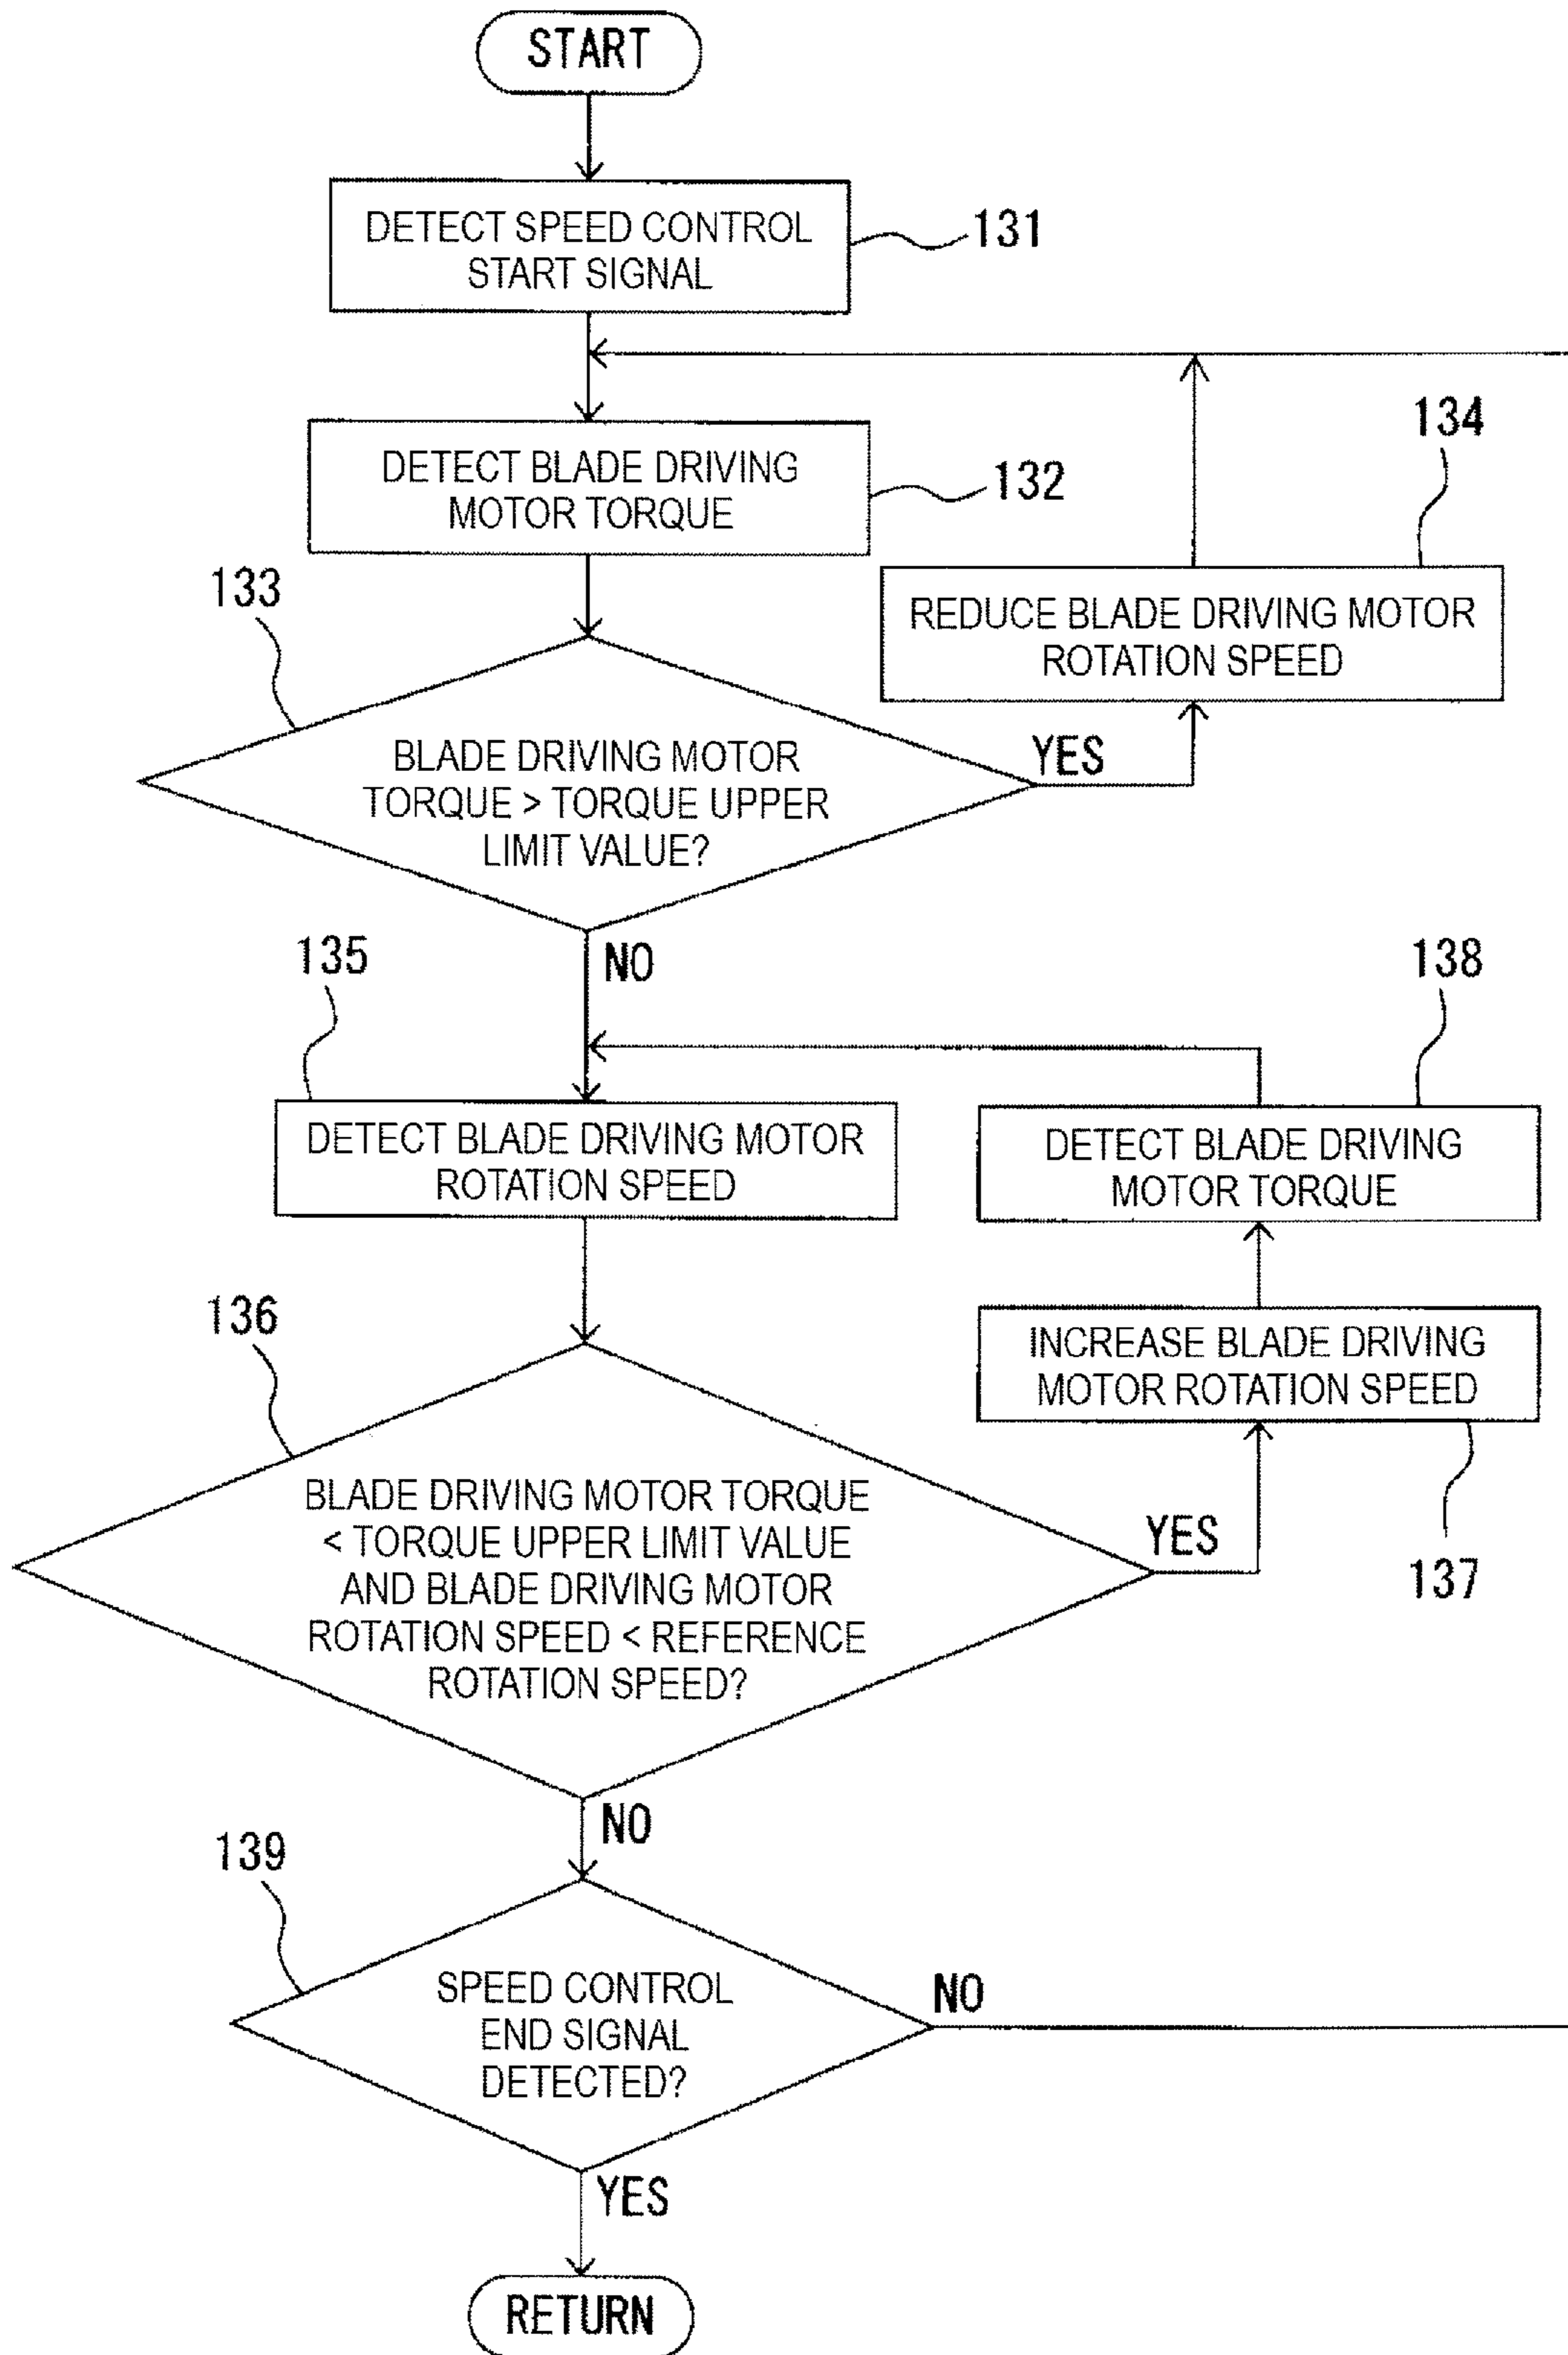 START
DETECT SPEED CONTROL
START SIGNAL
131
134
DETECT BLADE DRIVING
MOTOR TORQUE
132
133
REDUCE BLADE DRIVING MOTOR
ROTATION SPEED
BLADE DRIVING MOTOR
TORQUE > TORQUE UPPER
LIMIT VALUE?
YES
NO
135
138
DETECT BLADE DRIVING MOTOR
ROTATION SPEED
DETECT BLADE DRIVING
MOTOR TORQUE
136
INCREASE BLADE DRIVING
MOTOR ROTATION SPEED
BLADE DRIVING MOTOR TORQUE
< TORQUE UPPER LIMIT VALUE
AND BLADE DRIVING MOTOR
ROTATION SPEED < REFERENCE
ROTATION SPEED?
YES
137
NO
139
SPEED CONTROL
END SIGNAL
DETECTED?
NO
YES
RETURN